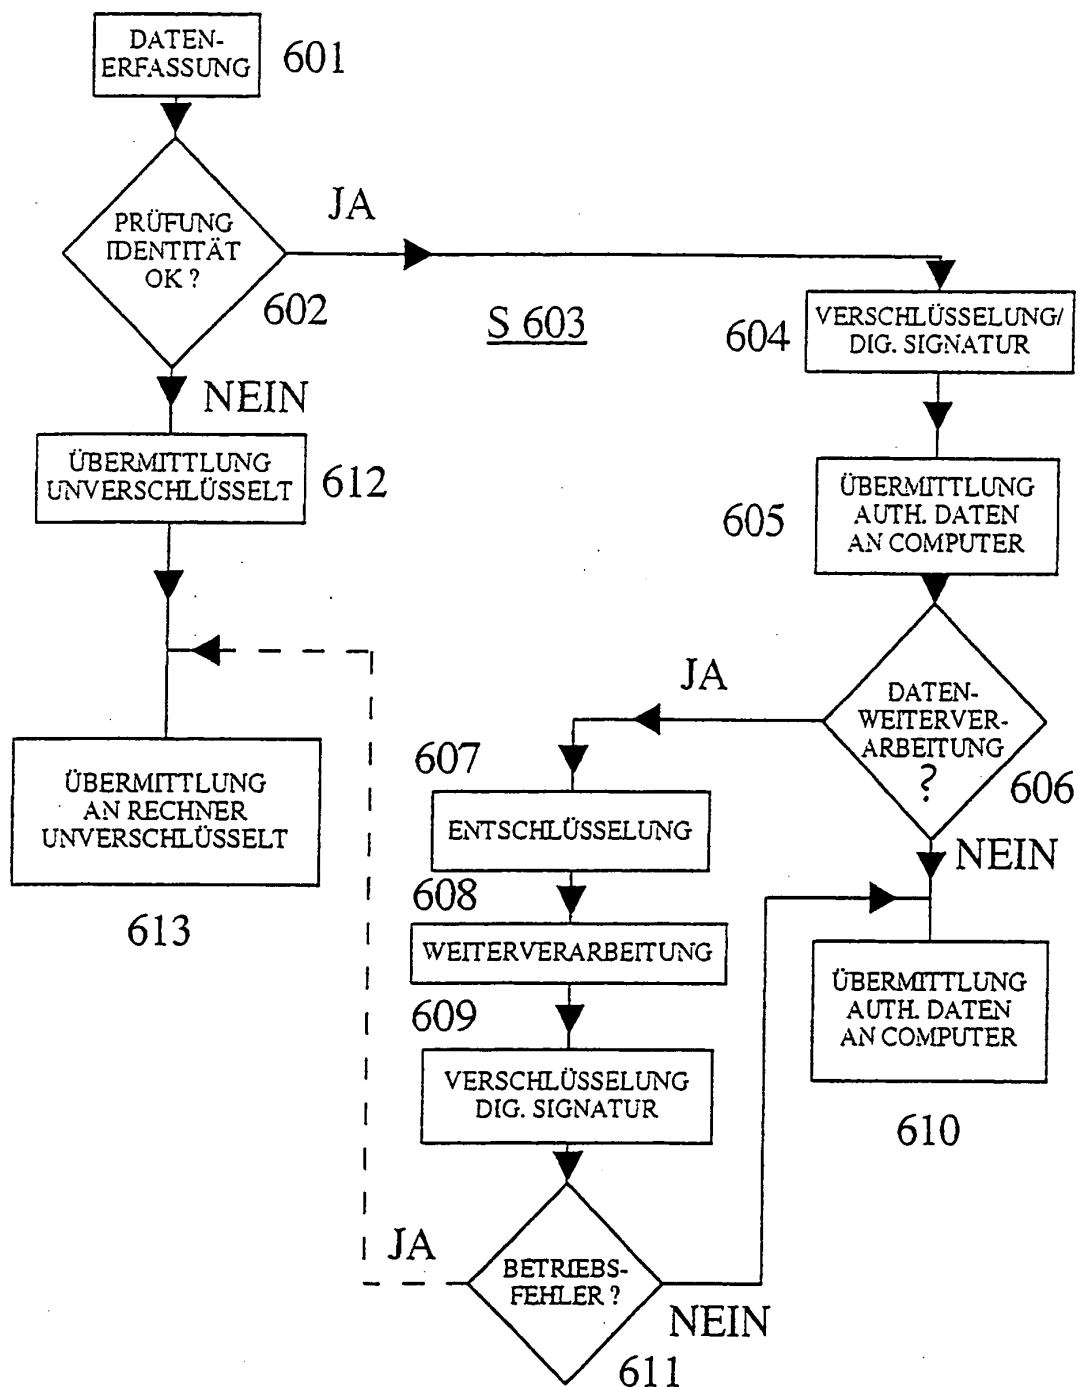 DATEN-
ERFASSUNG
601
PRÜFUNG
IDENTITÄT
OK ?
602
JA
S 603
604
VERSCHLÜSSELUNG/
DIG. SIGNATUR
NEIN
ÜBERMITTLUNG
UNVERSCHLÜSSELT
612
605
ÜBERMITTLUNG
AUTH. DATEN
AN COMPUTER
JA
DATEN-
WEITERVER-
ARBEITUNG
?
606
NEIN
607
ENTSCHLÜSSELUNG
ÜBERMITTLUNG
AN RECHNER
UNVERSCHLÜSSELT
613
608
WEITERVERARBEITUNG
609
VERSCHLÜSSELUNG
DIG. SIGNATUR
ÜBERMITTLUNG
AUTH. DATEN
AN COMPUTER
610
JA
BETRIEBS-
FEHLER ?
NEIN
611